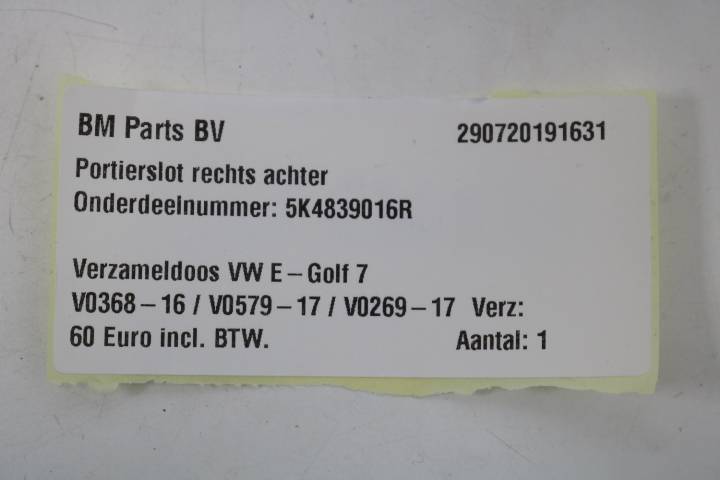 BM Parts BV 290720191631
Portierslot rechts achter
Onderdeelnummer: 5K4839016R
Verzameldoos VW E-Golf 7
V0368-16 / V0579-17 / V0269-17 Verz:
60 Euro incl. BTW. Aantal: 1